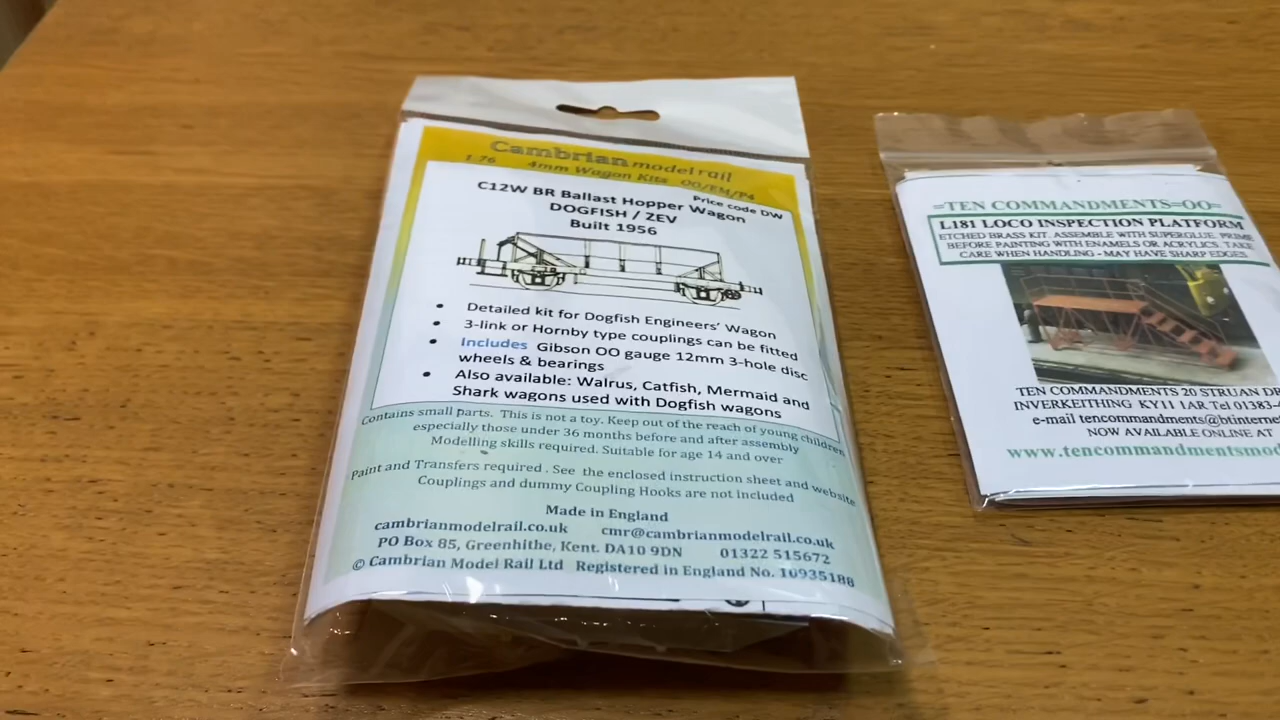 Cambrian model rail
1.76 4mm Wagon Kits OO/EM/P4
Price code DW
C12W BR Ballast Hopper Wagon
DOGFISH / ZEV
Built 1956
• Detailed kit for Dogfish Engineers' Wagon
• 3-link or Hornby type couplings can be fitted
• Includes Gibson OO gauge 12mm 3-hole disc
wheels & bearings
• Also available: Walrus, Catfish, Mermaid and
Shark wagons used with Dogfish wagons
Contains small parts. This is not a toy. Keep out of the reach of young children
especially those under 36 months before and after assembly
Modelling skills required. Suitable for age 14 and over
Paint and Transfers required . See the enclosed instruction sheet and website
Couplings and dummy Coupling Hooks are not included
Made in England
cambrianmodelrail.co.uk cmr@cambrianmodelrail.co.uk
PO Box 85, Greenhithe, Kent. DA10 9DN 01322 515672
© Cambrian Model Rail Ltd Registered in England No. 10935188
=TEN COMMANDMENTS=OO=
L181 LOCO INSPECTION PLATFORM
ETCHED BRASS KIT. ASSEMBLE WITH SUPERGLUE. PRIME
BEFORE PAINTING WITH ENAMELS OR ACRYLICS. TAKE
CARE WHEN HANDLING - MAY HAVE SHARP EDGES
TEN COMMANDMENTS 20 STRUAN DR
INVERKEITHING KY11 1AR Tel 01383-
e-mail tencommandments@btinterne
NOW AVAILABLE ONLINE AT
www.tencommandmentsmod